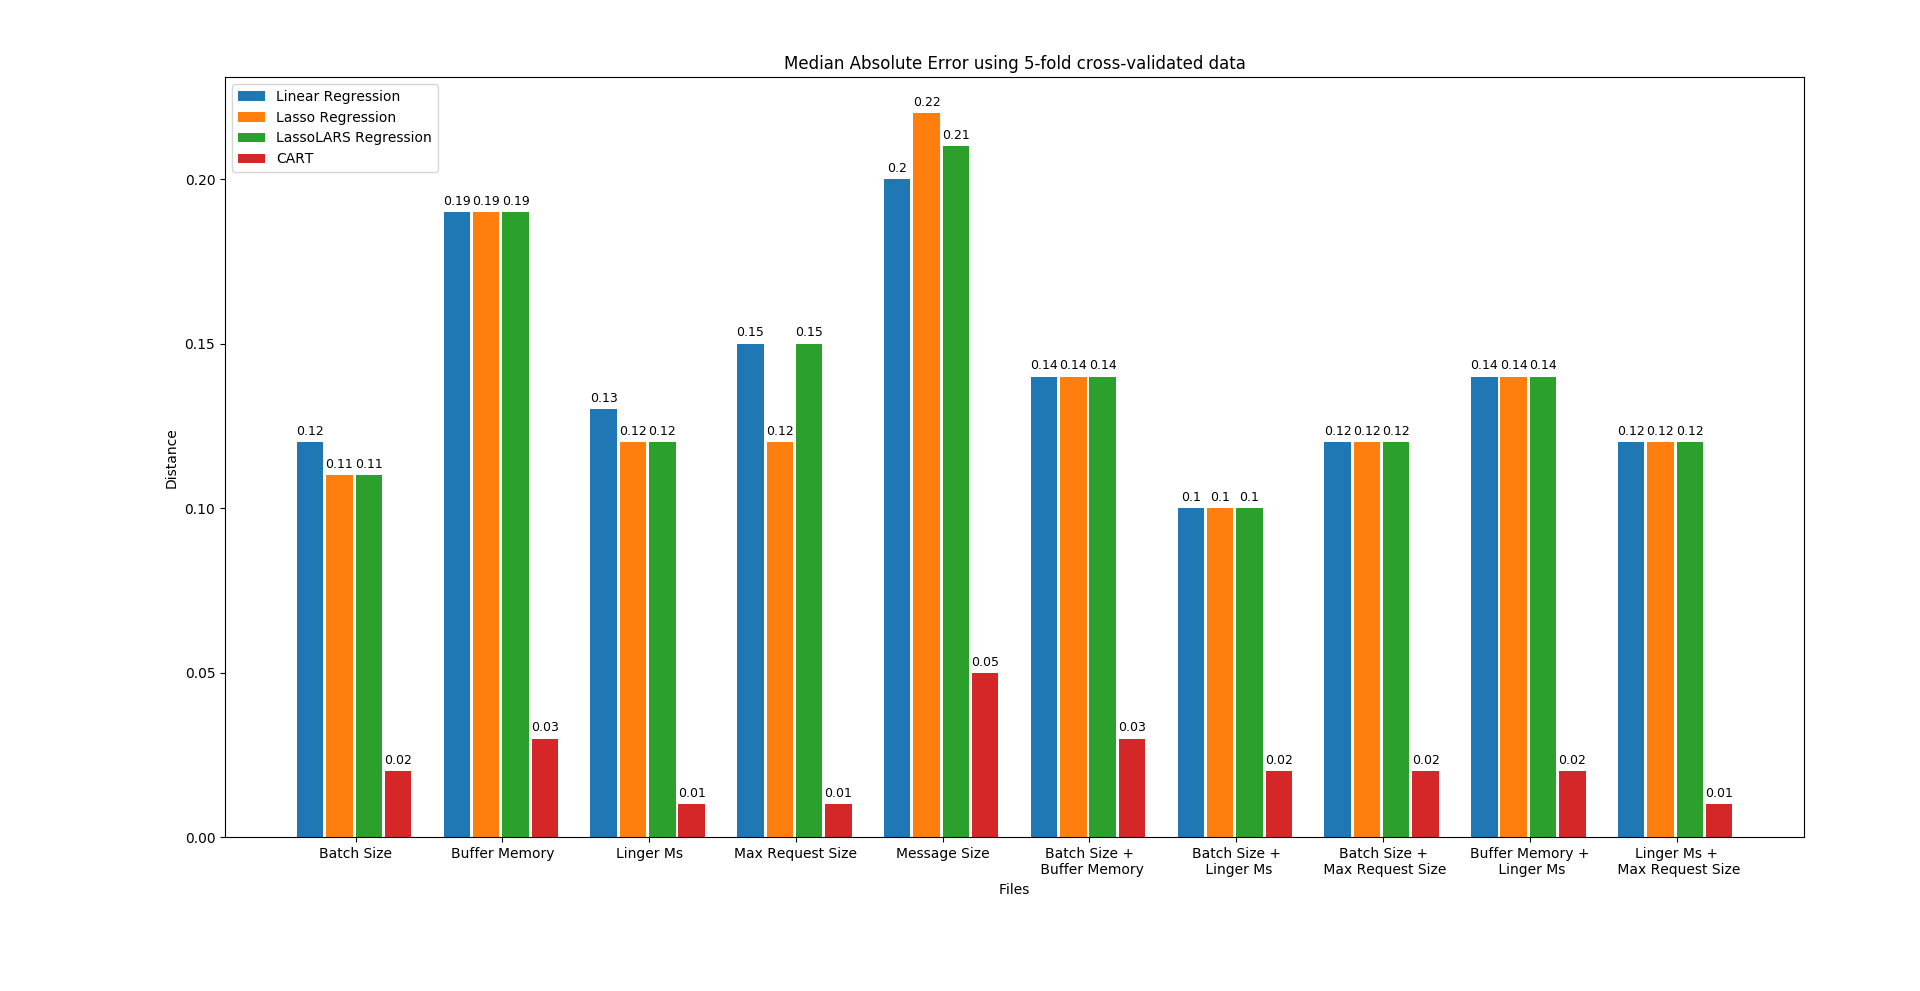 Median Absolute Error using 5-fold cross-validated data
Linear Regression
Lasso Regression
LassoLARS Regression
CART
Distance
0.20
0.15
0.10
0.05
0.00
0.12
0.11
0.11
0.02
0.19
0.19
0.19
0.03
0.13
0.12
0.12
0.01
0.15
0.12
0.15
0.01
0.2
0.22
0.21
0.05
0.14
0.14
0.14
0.03
0.1
0.1
0.1
0.02
0.12
0.12
0.12
0.02
0.14
0.14
0.14
0.02
0.12
0.12
0.12
0.01
Batch Size
Buffer Memory
Linger Ms
Max Request Size
Message Size
Batch Size +
Buffer Memory
Batch Size +
Linger Ms
Batch Size +
Max Request Size
Buffer Memory +
Linger Ms
Linger Ms +
Max Request Size
Files